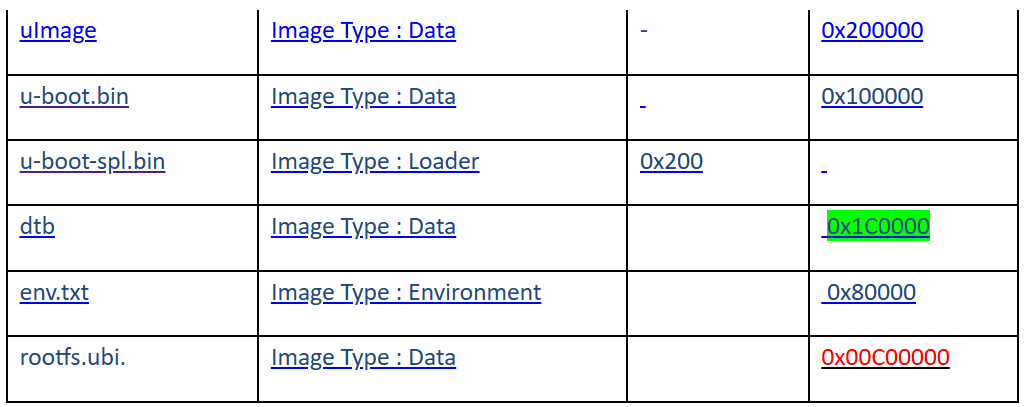 uImage Image Type : Data - 0x200000
u-boot.bin Image Type : Data 0x100000
u-boot-spl.bin Image Type : Loader 0x200
dtb Image Type : Data 0x1C0000
env.txt Image Type : Environment 0x80000
rootfs.ubi. Image Type : Data 0x00C00000